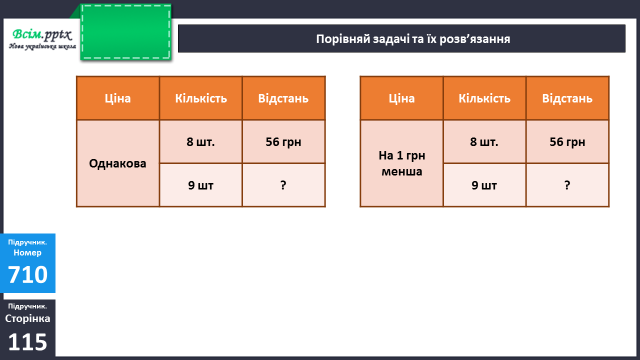 Всім.pptx
Нова українська школа
Порівняй задачі та їх розв’язання
Ціна Кількість Відстань
Однакова
8 шт. 56 грн
9 шт ?
Ціна Кількість Відстань
На 1 грн
менша
8 шт. 56 грн
9 шт ?
Підручник.
Номер
710
Підручник.
Сторінка
115